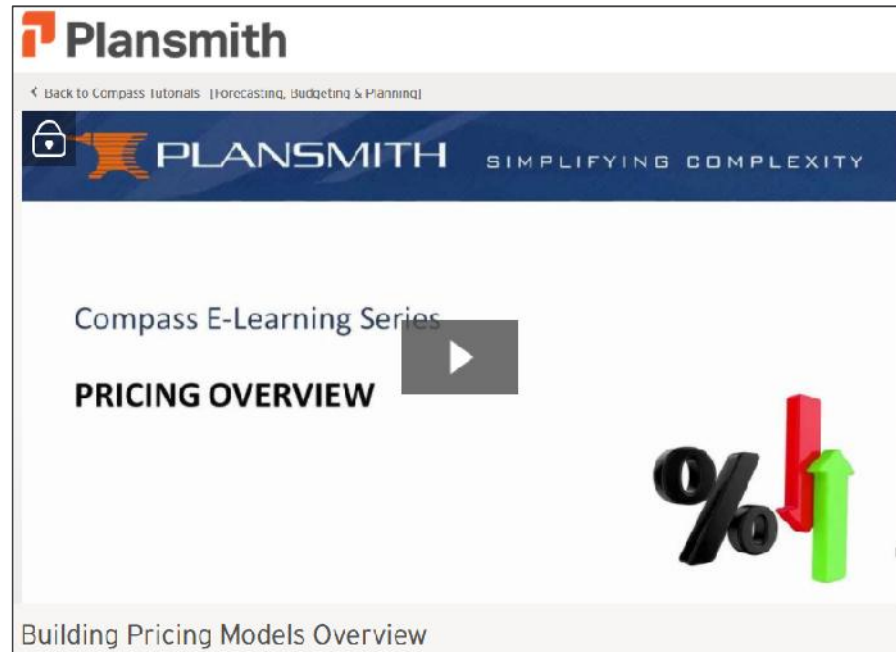 Plansmith
Back to Compass Tutorials [Forecasting, Budgeting & Planning]
PLANSMITH SIMPLIFYING COMPLEXITY
Compass E-Learning Series
PRICING OVERVIEW
%
Building Pricing Models Overview